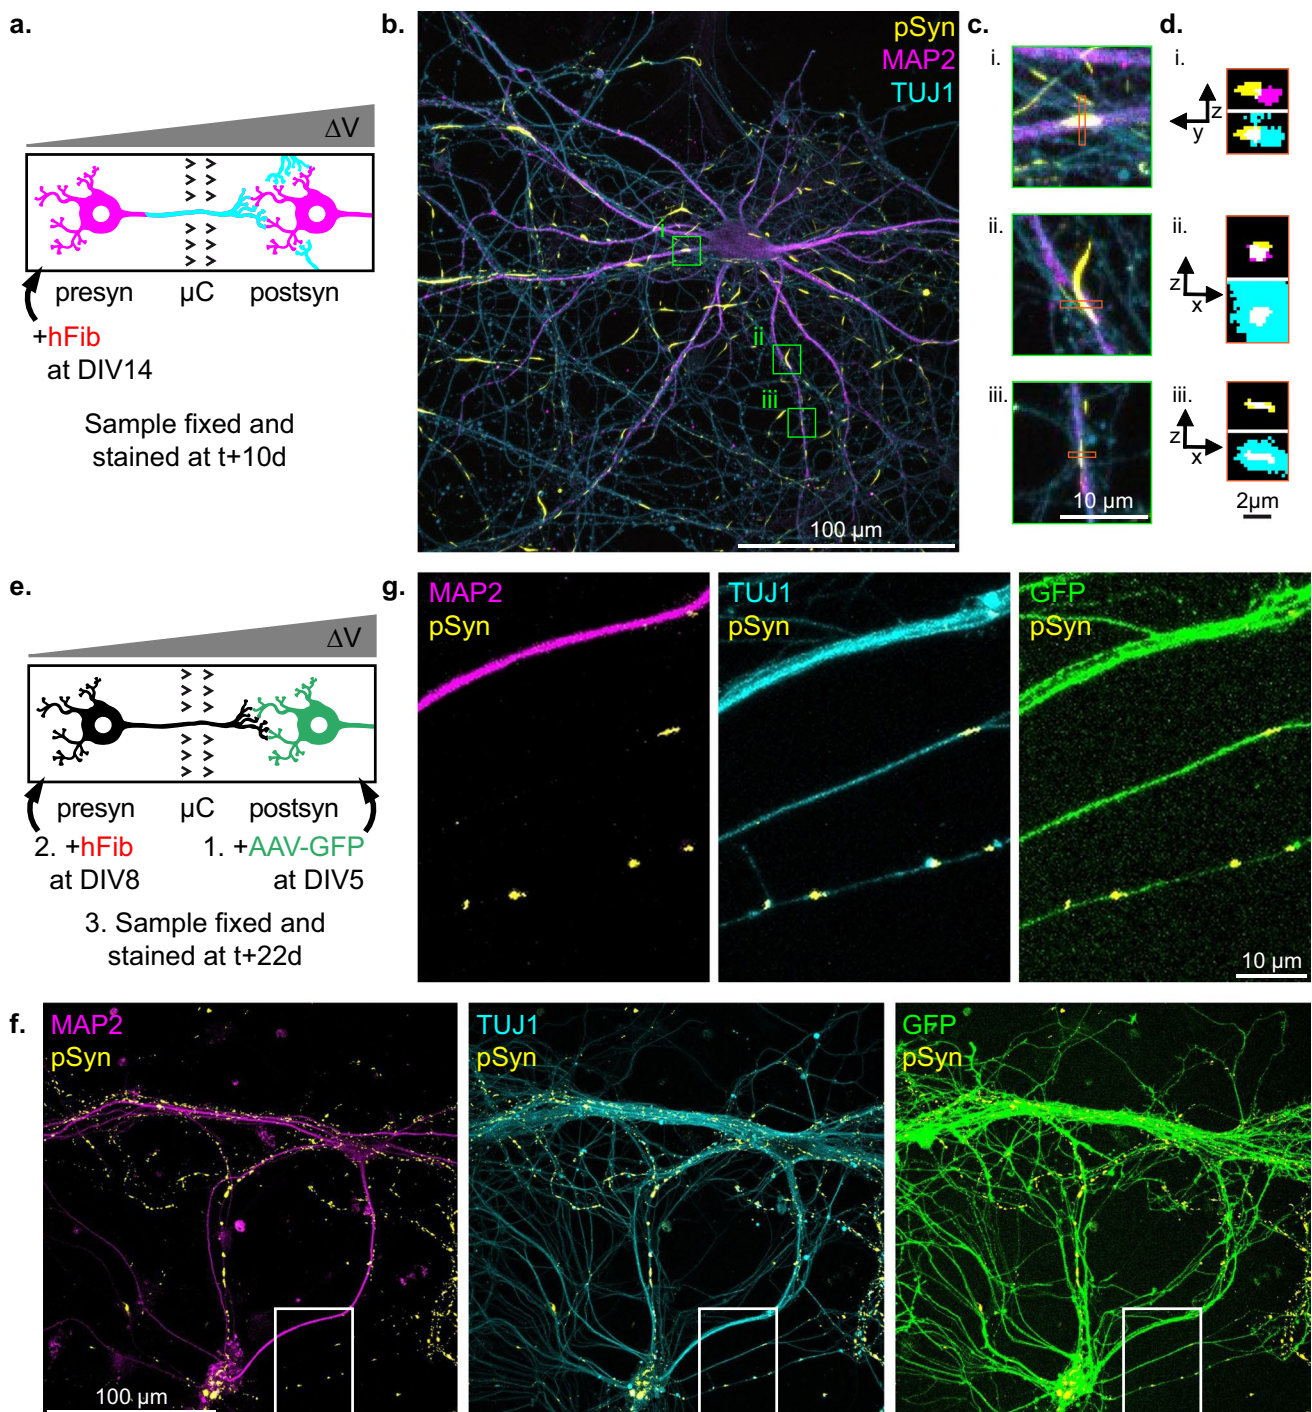 a.
ΔV
presyn
µC
postsyn
+hFib
at DIV14
Sample fixed and
stained at t+10d
b.
pSyn
MAP2
TUJ1
i
ii
iii
100 µm
c.
i.
ii.
iii.
10 µm
d.
i.
z
y
ii.
z
x
iii.
z
x
2µm
e.
ΔV
presyn
µC
postsyn
2. +hFib
at DIV8
1. +AAV-GFP
at DIV5
3. Sample fixed and
stained at t+22d
g.
MAP2
pSyn
TUJ1
pSyn
GFP
pSyn
10 µm
f.
MAP2
pSyn
100 µm
TUJ1
pSyn
GFP
pSyn